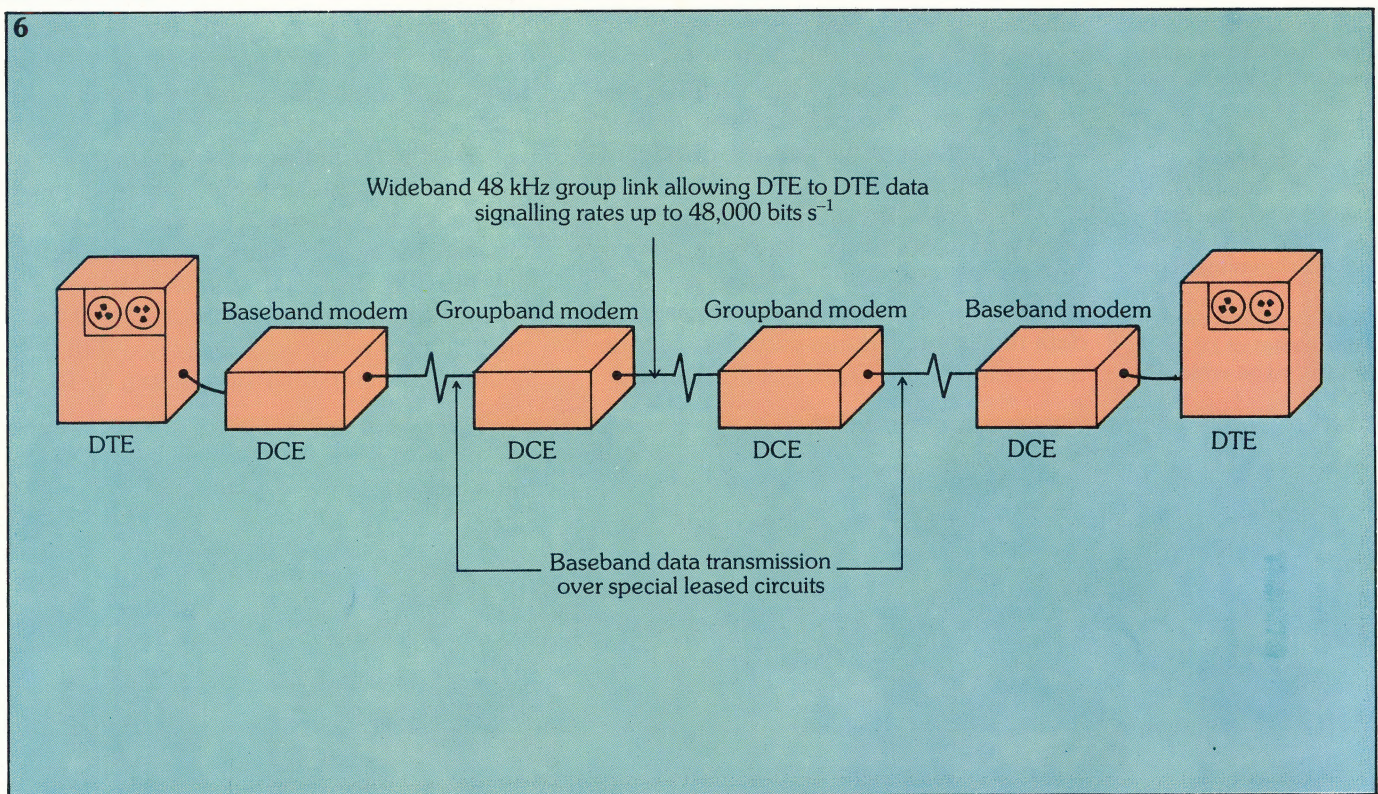 6
Wideband 48 kHz group link allowing DTE to DTE data
signalling rates up to 48,000 bits s⁻¹
Baseband modem
Groupband modem
Groupband modem
Baseband modem
DTE
DCE
DCE
DCE
DCE
DTE
Baseband data transmission
over special leased circuits